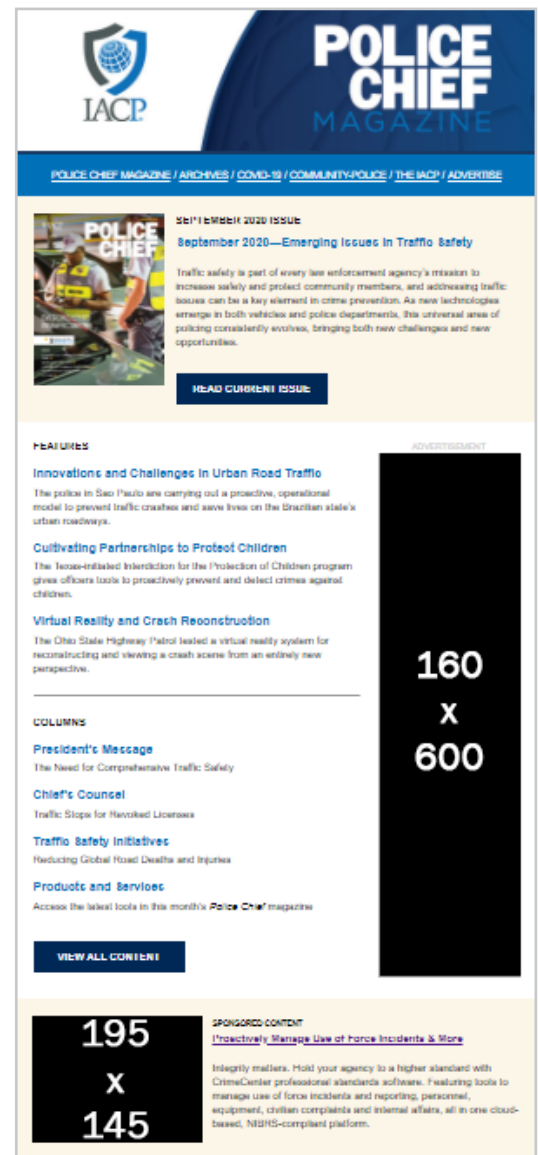 IACP
POLICE
CHIEF
MAGAZINE
POLICE CHIEF MAGAZINE / ARCHIVES / COVID-19 / COMMUNITY-POLICE / THE IACP / ADVERTISE
POLICE
CHIEF
SEPTEMBER 2020 ISSUE
September 2020—Emerging Issues in Traffic Safety
Traffic safety is part of every law enforcement agency's mission to
increase safety and protect community members, and addressing traffic
issues can be a key element in crime prevention. As new technologies
emerge in both vehicles and police departments, this universal area of
policing consistently evolves, bringing both new challenges and new
opportunities.
READ CURRENT ISSUE
FEATURES
ADVERTISEMENT
Innovations and Challenges in Urban Road Traffic
The police in Sao Paulo are carrying out a proactive, operational
model to prevent traffic crashes and save lives on the Brazilian state's
urban roadways.
Cultivating Partnerships to Protect Children
The Texas-initiated Interdiction for the Protection of Children program
gives officers tools to proactively prevent and detect crimes against
children.
Virtual Reality and Crash Reconstruction
The Ohio State Highway Patrol tested a virtual reality system for
reconstructing and viewing a crash scene from an entirely new
perspective.
160
x
600
COLUMNS
President's Message
The Need for Comprehensive Traffic Safety
Chief's Counsel
Traffic Stops for Revoked Licenses
Traffic Safety Initiatives
Reducing Global Road Deaths and Injuries
Products and Services
Access the latest tools in this month's Police Chief magazine
VIEW ALL CONTENT
195
x
145
SPONSORED CONTENT
Proactively Manage Use of Force Incidents & More
Integrity matters. Hold your agency to a higher standard with
CrimeCenter professional standards software. Featuring tools to
manage use of force incidents and reporting, personnel,
equipment, civilian complaints and internal affairs, all in one cloud-
based, NIBRS-compliant platform.